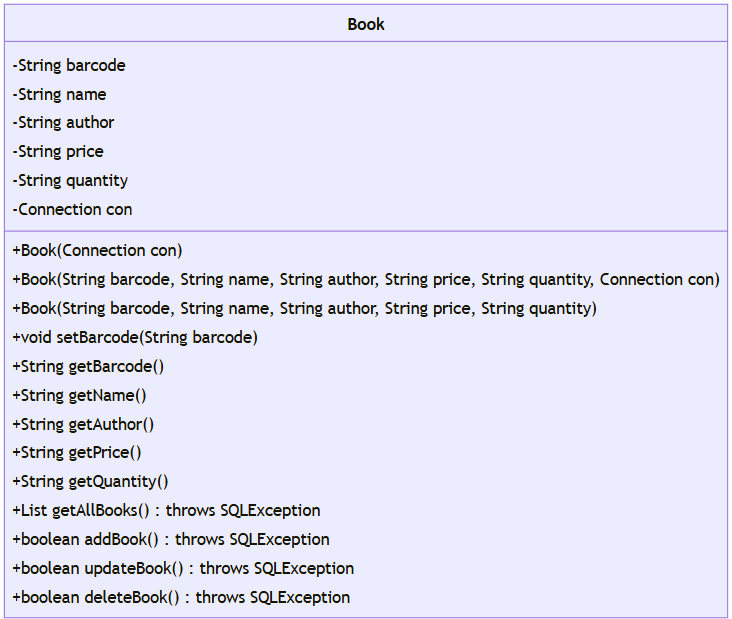 Book
-String barcode
-String name
-String author
-String price
-String quantity
-Connection con
+Book(Connection con)
+Book(String barcode, String name, String author, String price, String quantity, Connection con)
+Book(String barcode, String name, String author, String price, String quantity)
+void setBarcode(String barcode)
+String getBarcode()
+String getName()
+String getAuthor()
+String getPrice()
+String getQuantity()
+List getAllBooks() : throws SQLException
+boolean addBook() : throws SQLException
+boolean updateBook() : throws SQLException
+boolean deleteBook() : throws SQLException